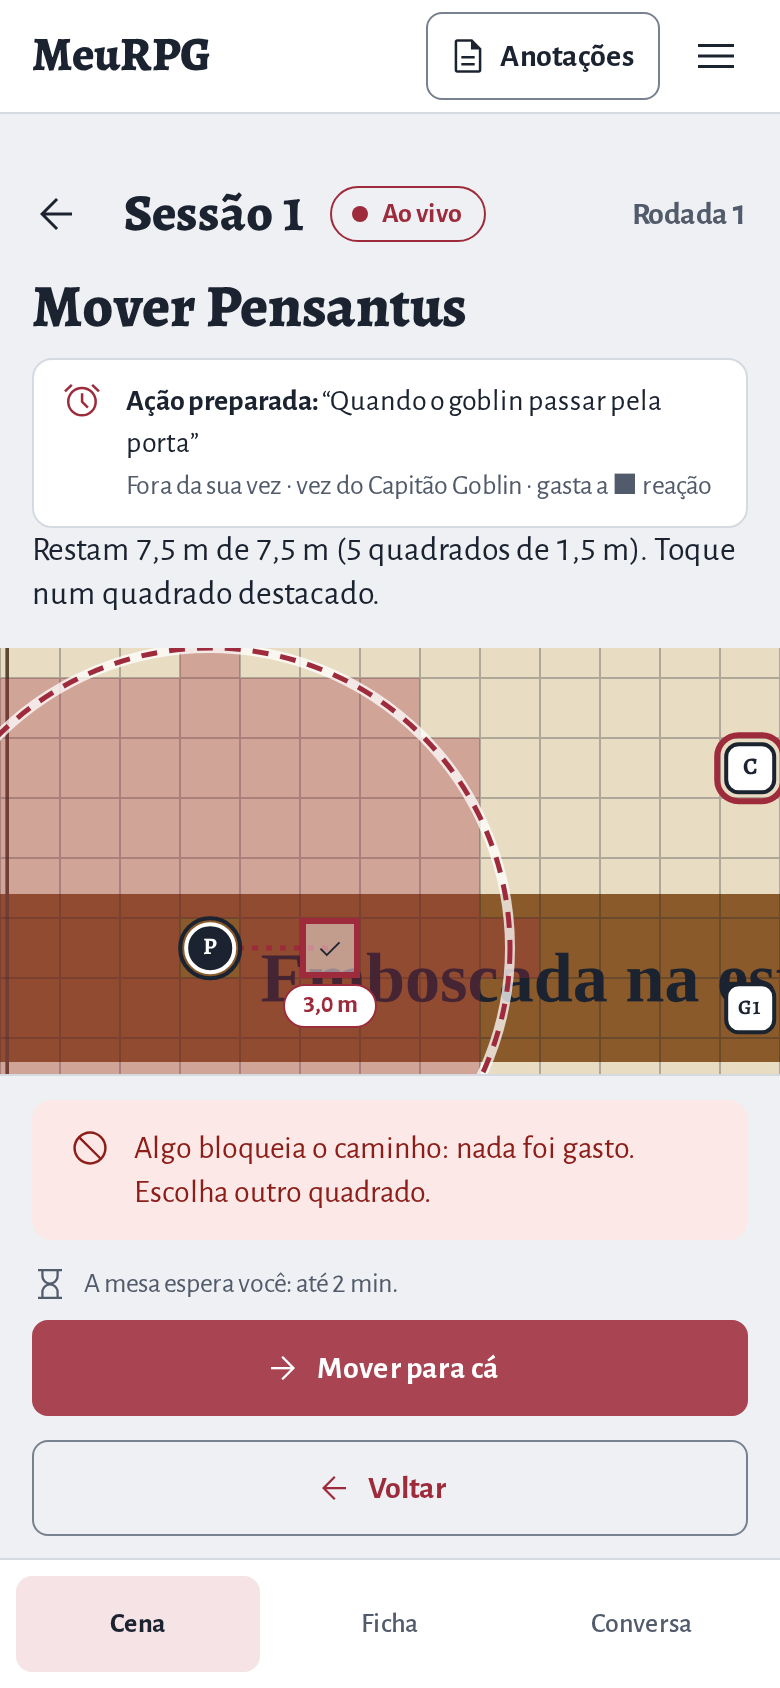 MeuRPG
Anotações
Sessão 1
Ao vivo
Rodada 1
Mover Pensantus
Ação preparada: “Quando o goblin passar pela
porta”
Fora da sua vez · vez do Capitão Goblin · gasta a ■ reação
Restam 7,5 m de 7,5 m (5 quadrados de 1,5 m). Toque
num quadrado destacado.
C
P
Emboscada na es
G1
3,0 m
Algo bloqueia o caminho: nada foi gasto.
Escolha outro quadrado.
A mesa espera você: até 2 min.
Mover para cá
Voltar
Cena
Ficha
Conversa